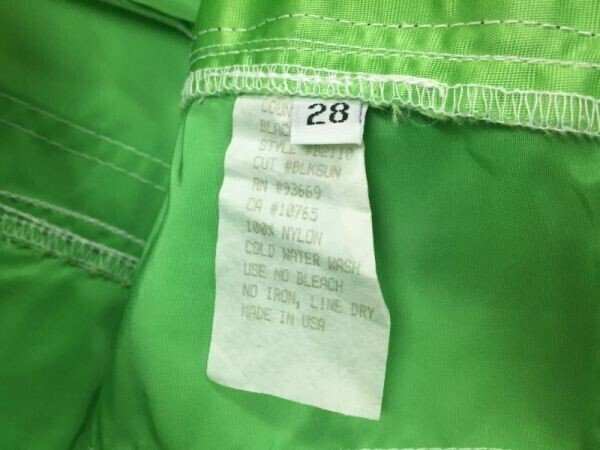 28
STYLE
CUT #BLKSUN
RN #93669
CA #10765
100% NYLON
COLD WATER WASH
USE NO BLEACH
NO IRON, LINE DRY
MADE IN USA